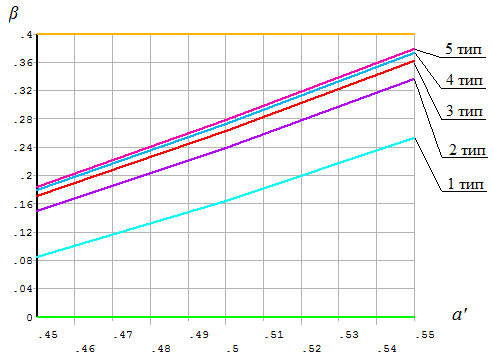 β
.4
5 тип
.36
4 тип
.32
3 тип
.28
.24
2 тип
.2
1 тип
.16
.12
.08
.04
0
a'
.45 .47 .49 .51 .53 .55
.46 .48 .5 .52 .54